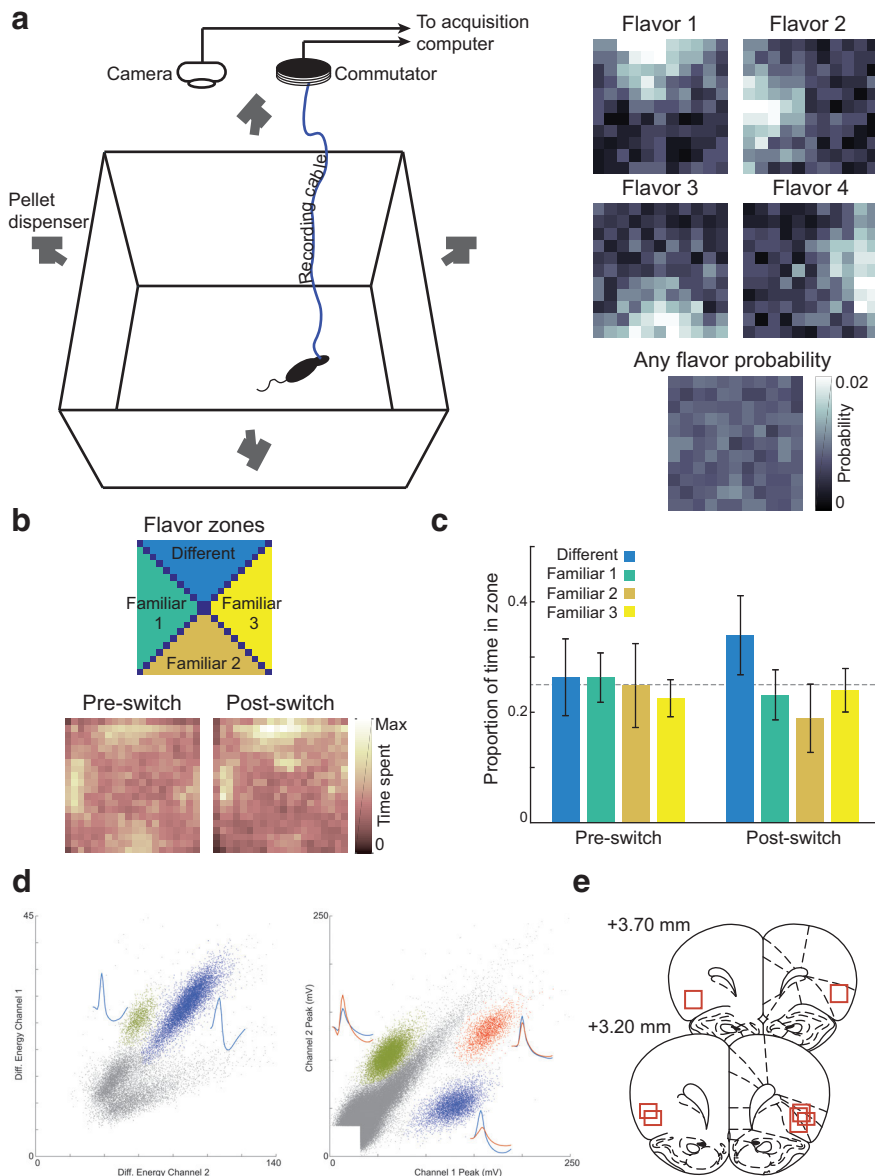 a
To acquisition
computer
Camera
Commutator
Recording cable
Pellet
dispenser
Flavor 1
Flavor 2
Flavor 3
Flavor 4
Any flavor probability
0.02
Probability
0
b
Flavor zones
Different
Familiar
1
Familiar
3
Familiar 2
Pre-switch
Post-switch
Max
Time spent
0
c
Different
Familiar 1
Familiar 2
Familiar 3
Proportion of time in zone
0.4
0.2
0
Pre-switch
Post-switch
d
45
Diff. Energy Channel 1
0
Diff. Energy Channel 2
140
250
Channel 2 Peak (mV)
0
Channel 1 Peak (mV)
250
e
+3.70 mm
+3.20 mm